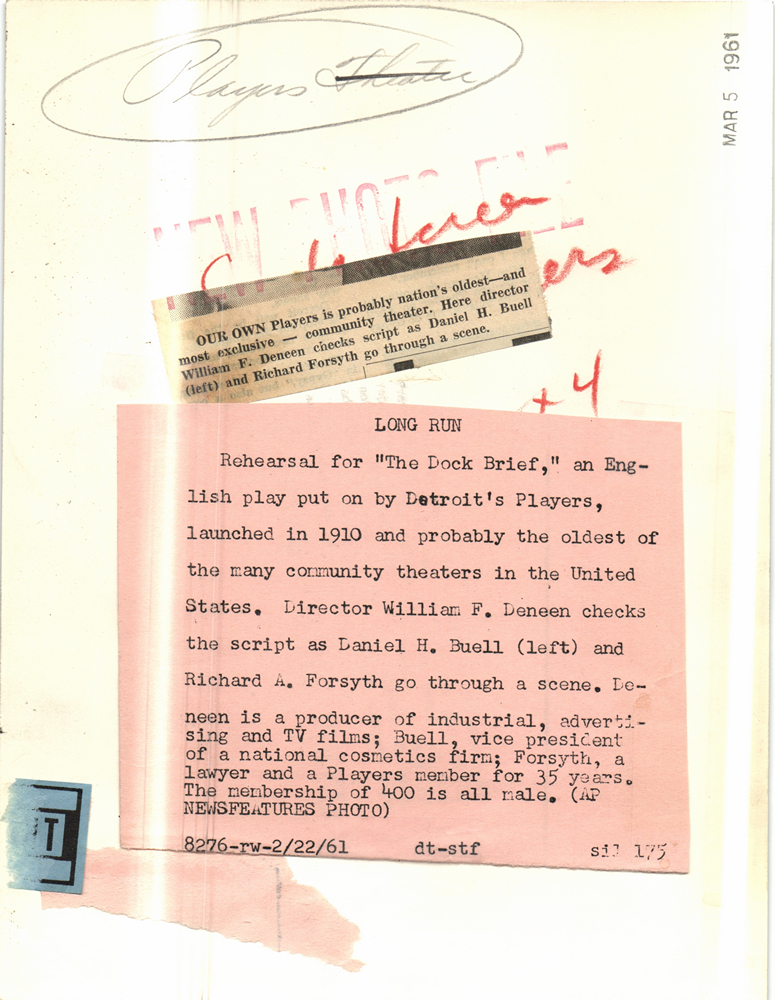 Players Theater
MAR 5 1961
NEW PHOTO FILE
OUR OWN Players is probably nation's oldest—and
most exclusive — community theater. Here director
William F. Deneen checks script as Daniel H. Buell
(left) and Richard Forsyth go through a scene.
+4
LONG RUN
Rehearsal for "The Dock Brief," an Eng-
lish play put on by Detroit's Players,
launched in 1910 and probably the oldest of
the many community theaters in the United
States. Director William F. Deneen checks
the script as Daniel H. Buell (left) and
Richard A. Forsyth go through a scene. De-
neen is a producer of industrial, adverti-
sing and TV films; Buell, vice president
of a national cosmetics firm; Forsyth, a
lawyer and a Players member for 35 years.
The membership of 400 is all male. (AP
NEWSFEATURES PHOTO)
8276-rw-2/22/61 dt-stf sil 175
T